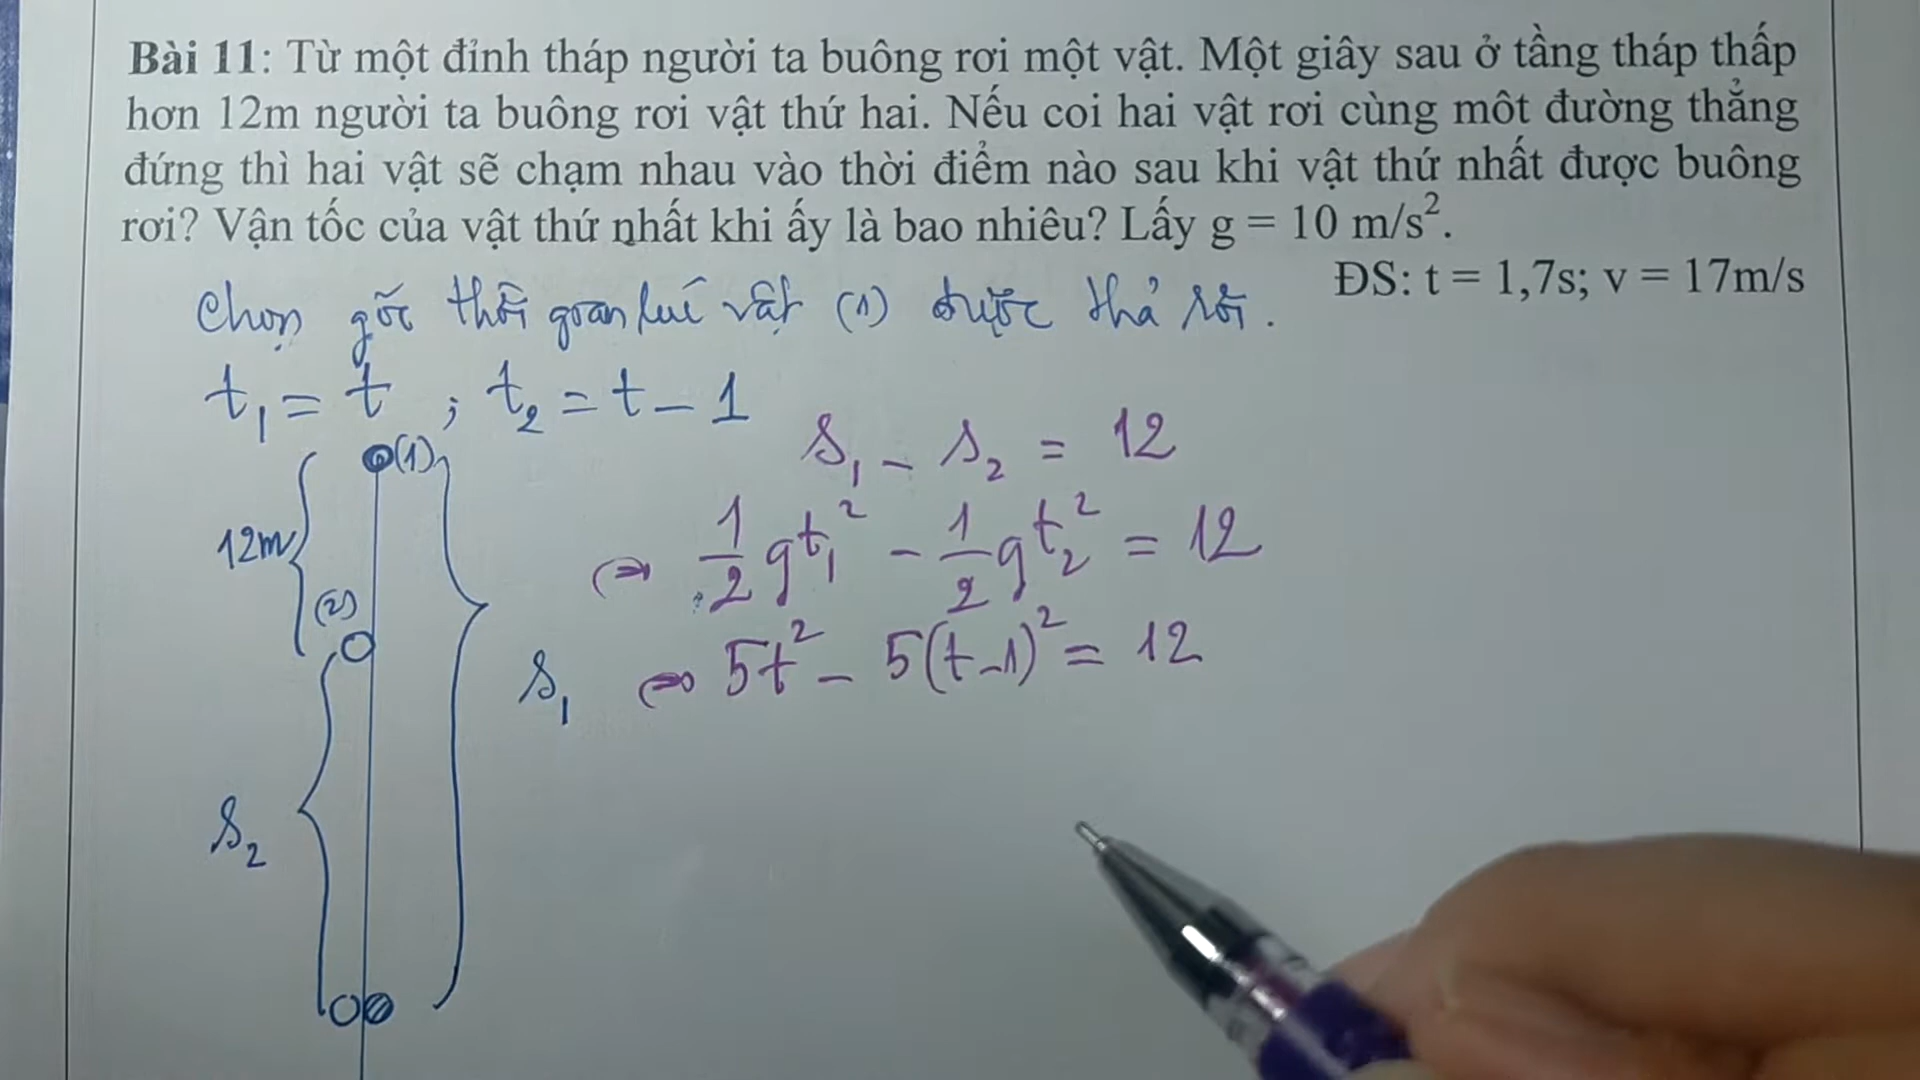 Bài 11: Từ một đỉnh tháp người ta buông rơi một vật. Một giây sau ở tầng tháp thấp
hơn 12m người ta buông rơi vật thứ hai. Nếu coi hai vật rơi cùng một đường thẳng
đứng thì hai vật sẽ chạm nhau vào thời điểm nào sau khi vật thứ nhất được buông
rơi? Vận tốc của vật thứ nhất khi ấy là bao nhiêu? Lấy g = 10 m/s².
ĐS: t = 1,7s; v = 17m/s
Chọn gốc thời gian lúc vật (1) được thả rơi.
t₁ = t ; t₂ = t - 1
S₁ - S₂ = 12
(1)
12m
⇔ 1/2 gt₁² - 1/2 gt₂² = 12
(2)
S₁
⇔ 5t² - 5(t-1)² = 12
S₂